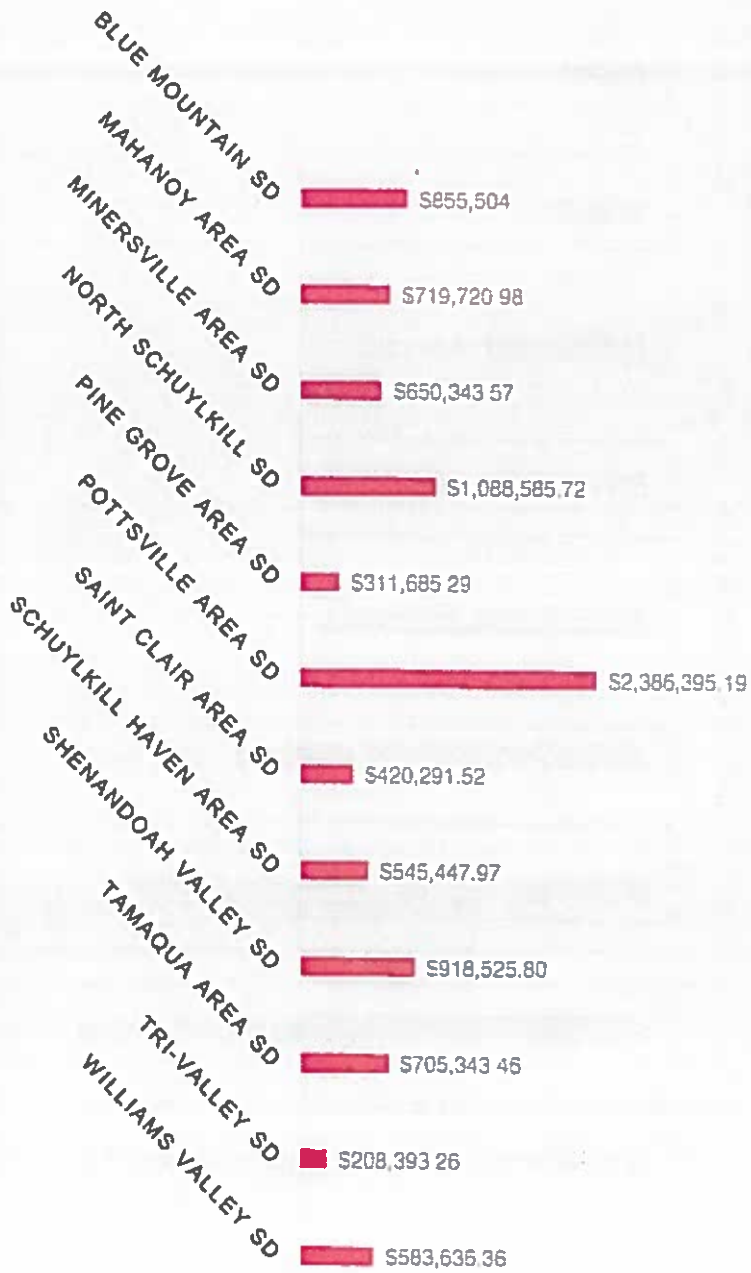 BLUE MOUNTAIN SD
$855,504
MAHANOY AREA SD
$719,720 98
MINERSVILLE AREA SD
$650,343 57
NORTH SCHUYLKILL SD
$1,088,585.72
PINE GROVE AREA SD
$311,685 29
POTTSVILLE AREA SD
$2,386,395.19
SAINT CLAIR AREA SD
$420,291.52
SCHUYLKILL HAVEN AREA SD
$545,447.97
SHENANDOAH VALLEY SD
$918,525.80
TAMAQUA AREA SD
$705,343 46
TRI-VALLEY SD
$208,393 26
WILLIAMS VALLEY SD
$583,636.36